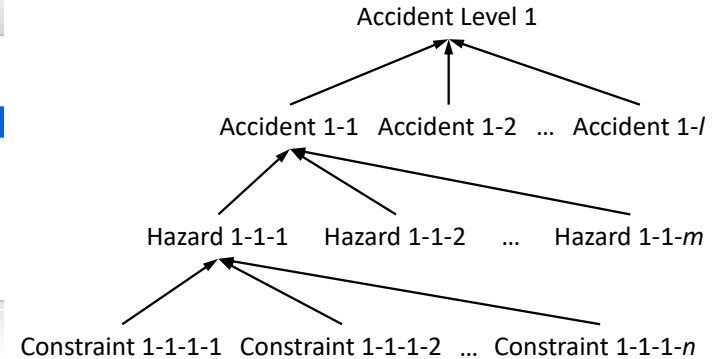 Accident Level 1
Accident 1-1 Accident 1-2 ... Accident 1-l
Hazard 1-1-1 Hazard 1-1-2 ... Hazard 1-1-m
Constraint 1-1-1-1 Constraint 1-1-1-2 ... Constraint 1-1-1-n